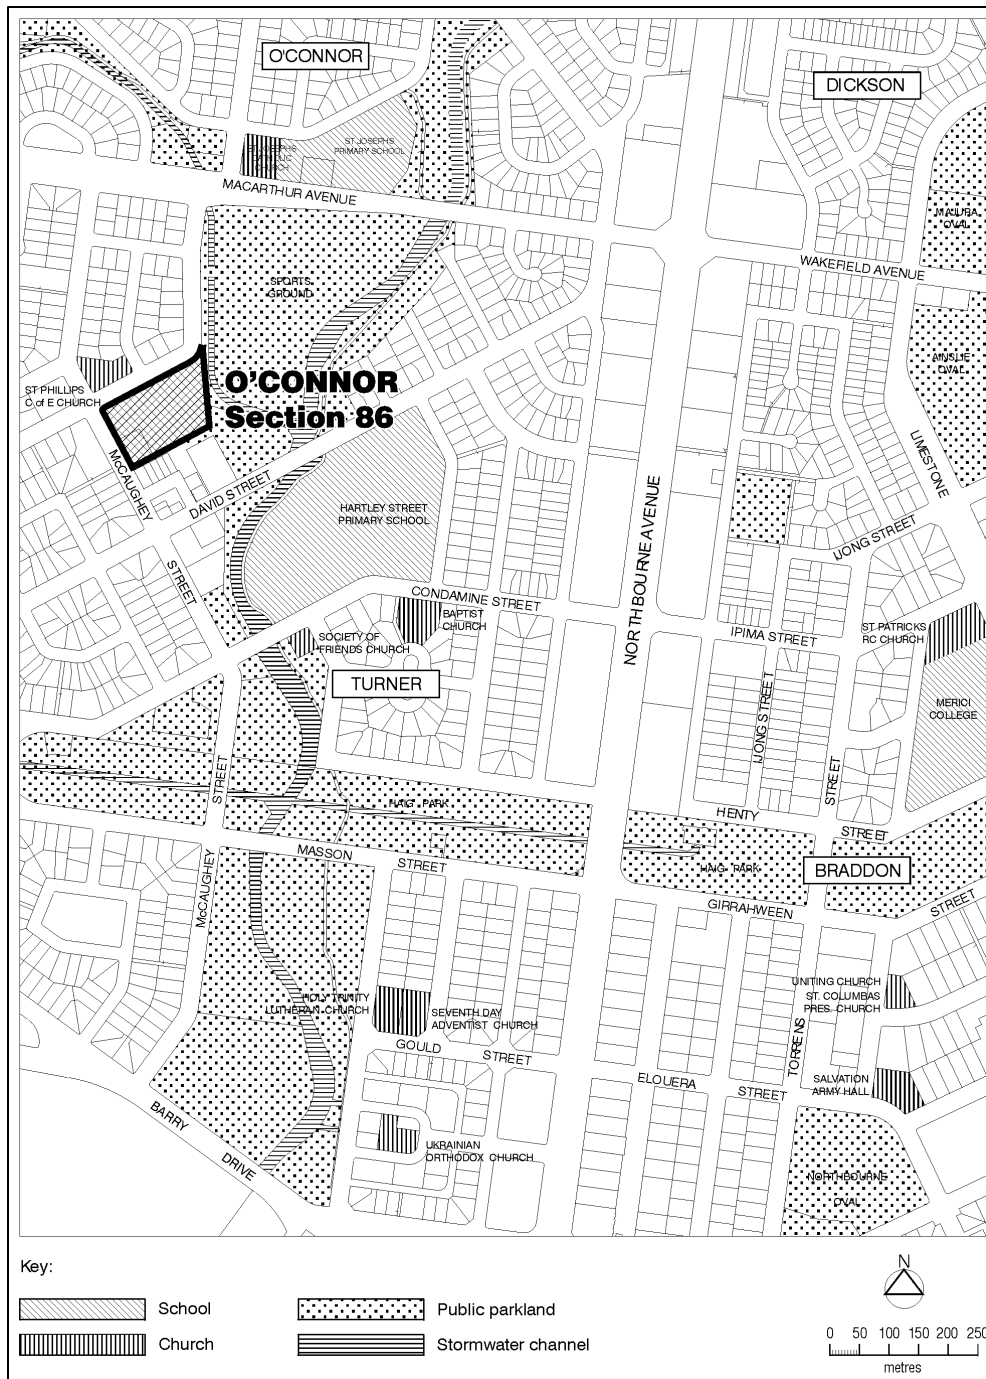 O'CONNOR
DICKSON
ST JOSEPHS
CATHOLIC
CHURCH
ST JOSEPHS
PRIMARY SCHOOL
MACARTHUR AVENUE
MAJURA
OVAL
WAKEFIELD AVENUE
SPORTS
GROUND
AINSLIE
OVAL
ST PHILLIPS
C of E CHURCH
O'CONNOR
Section 86
McCAUGHEY
STREET
DAVID STREET
LIMESTONE
HARTLEY STREET
PRIMARY SCHOOL
NORTHBOURNE AVENUE
IJONG STREET
CONDAMINE STREET
BAPTIST
CHURCH
SOCIETY OF
FRIENDS CHURCH
IPIMA STREET
ST PATRICKS
RC CHURCH
TURNER
MERICI
COLLEGE
IJONG STREET
STREET
STREET
HAIG PARK
HENTY
STREET
MASSON
STREET
HAIG PARK
BRADDON
McCAUGHEY
GIRRAHWEEN
STREET
UNITING CHURCH
ST. COLUMBAS
PRES. CHURCH
HOLY TRINITY
LUTHERAN CHURCH
SEVENTH DAY
ADVENTIST CHURCH
GOULD
STREET
TORRENS
ELOUERA
STREET
SALVATION
ARMY HALL
BARRY
DRIVE
UKRAINIAN
ORTHODOX CHURCH
NORTHBOURNE
OVAL
Key:
School
Church
Public parkland
Stormwater channel
N
0 50 100 150 200 250
metres